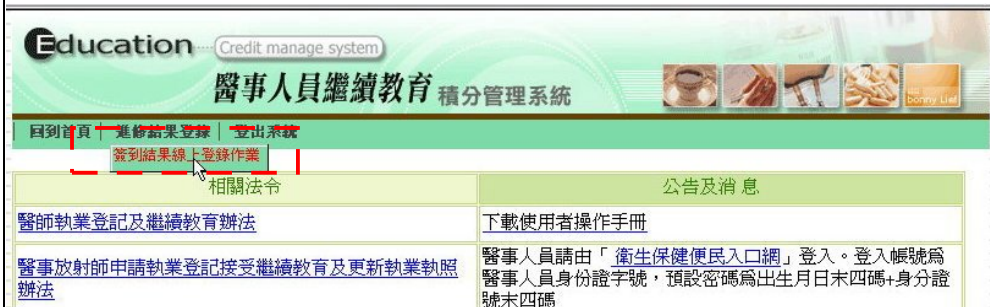 Education Credit manage system
醫事人員繼續教育 積分管理系統
bonny Lief
回到首頁 | 進修結果登錄 | 登出系統
簽到結果線上登錄作業
相關法令
公告及消 息
醫師執業登記及繼續教育辦法
下載使用者操作手冊
醫事放射師申請執業登記接受繼續教育及更新執業執照
辦法
醫事人員請由「 衛生保健便民入口網」登入。登入帳號為
醫事人員身份證字號，預設密碼為出生月日末四碼+身分證
號末四碼